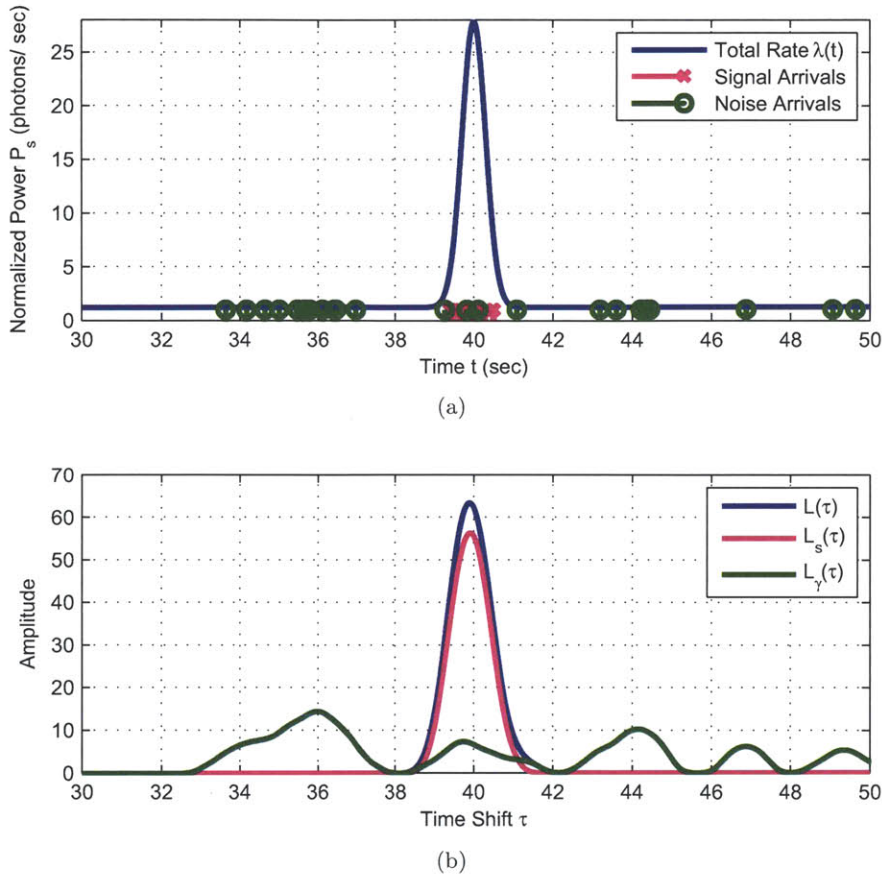 Normalized Power P_s (photons/ sec)
25
20
15
10
5
0
Total Rate λ(t)
Signal Arrivals
Noise Arrivals
30 32 34 36 38 40 42 44 46 48 50
Time t (sec)
(a)
Amplitude
70
60
50
40
30
20
10
0
L(τ)
L_s(τ)
L_γ(τ)
30 32 34 36 38 40 42 44 46 48 50
Time Shift τ
(b)